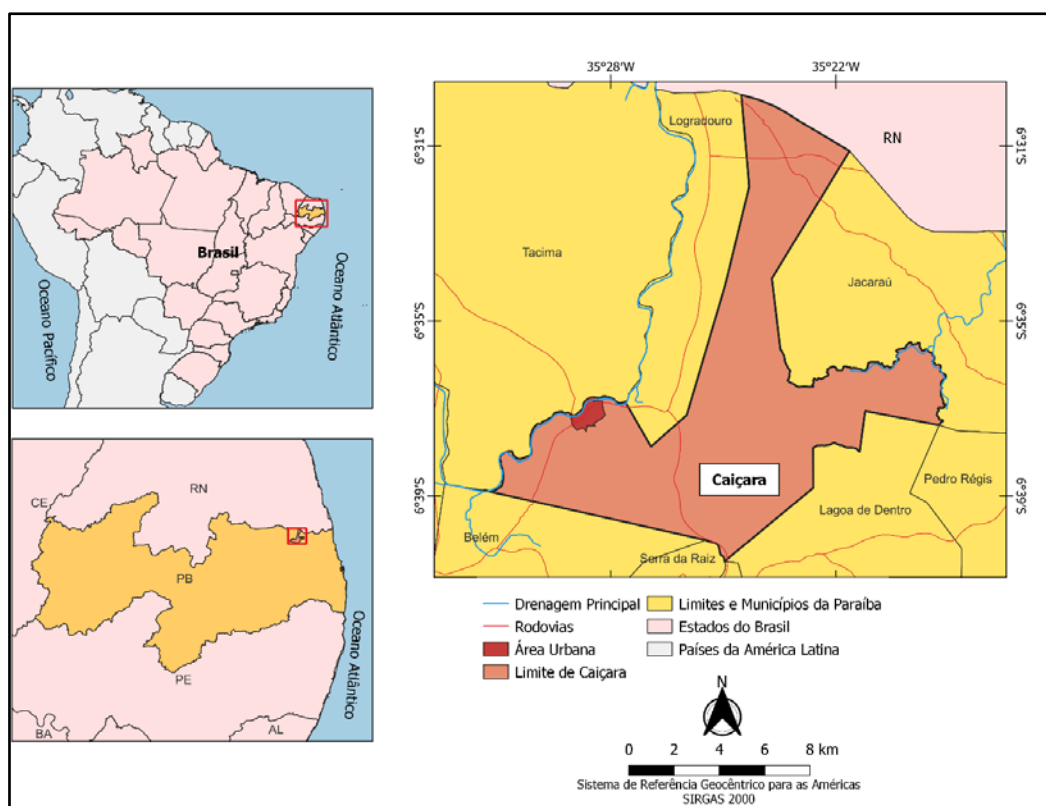 Brasil
Oceano Pacífico
Oceano Atlântico
CE
RN
PB
PE
BA
AL
Oceano Atlântico
35°28'W
35°22'W
6°31'S
6°35'S
6°39'S
6°31'S
6°35'S
6°39'S
Logradouro
RN
Tacima
Jacaraú
Caiçara
Pedro Régis
Lagoa de Dentro
Belém
Serra da Raiz
Drenagem Principal
Rodovias
Área Urbana
Limite de Caiçara
Limites e Municípios da Paraíba
Estados do Brasil
Países da América Latina
N
0 2 4 6 8 km
Sistema de Referência Geocêntrico para as Américas
SIRGAS 2000